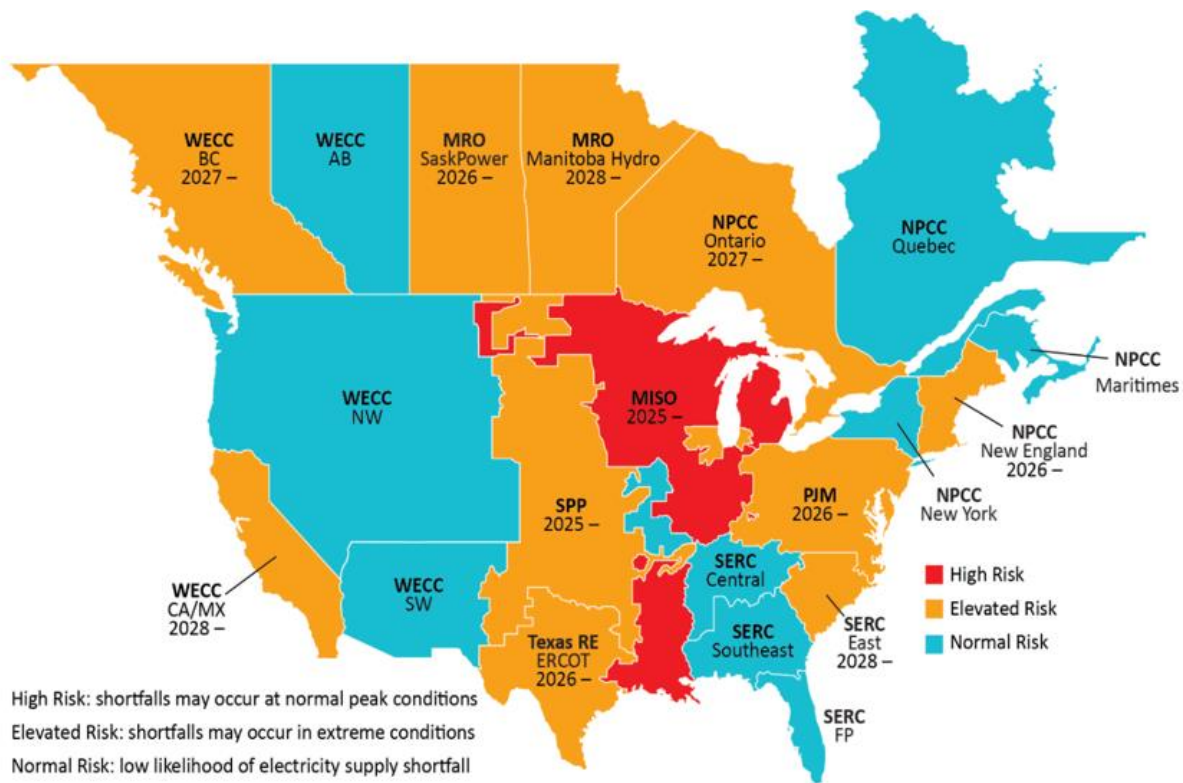 WECC
BC
2027 –
WECC
AB
MRO
SaskPower
2026 –
MRO
Manitoba Hydro
2028 –
NPCC
Ontario
2027 –
NPCC
Quebec
NPCC
Maritimes
WECC
NW
MISO
2025 –
NPCC
New England
2026 –
SPP
2025 –
PJM
2026 –
NPCC
New York
WECC
CA/MX
2028 –
WECC
SW
SERC
Central
High Risk
Elevated Risk
Normal Risk
SERC
Southeast
SERC
East
2028 –
Texas RE
ERCOT
2026 –
SERC
FP
High Risk: shortfalls may occur at normal peak conditions
Elevated Risk: shortfalls may occur in extreme conditions
Normal Risk: low likelihood of electricity supply shortfall